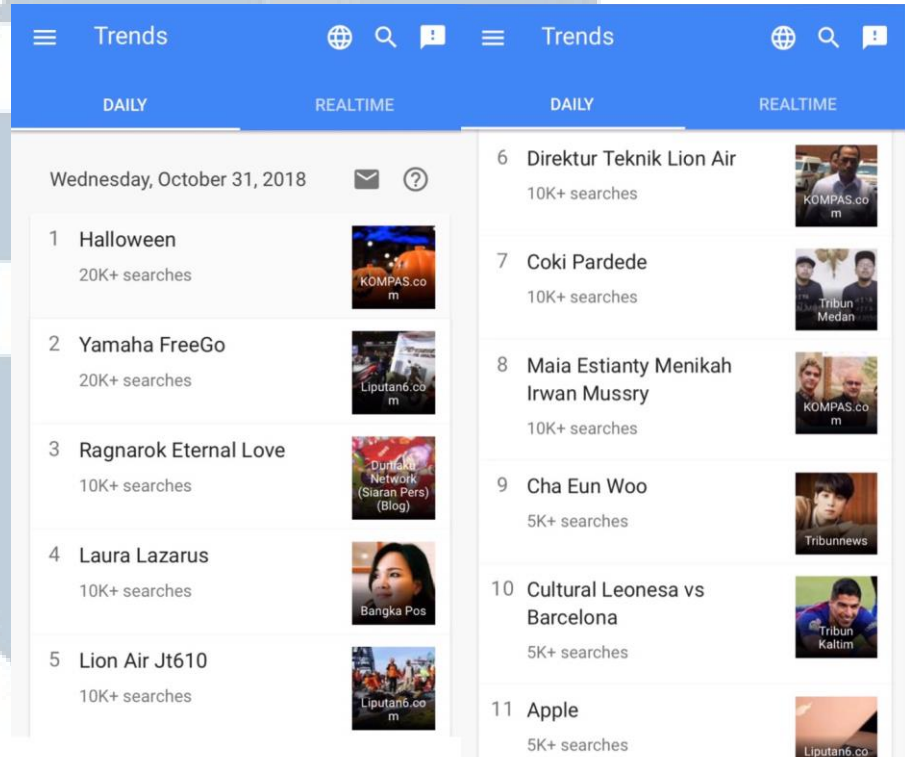 Trends
DAILY
REALTIME
Wednesday, October 31, 2018
1 Halloween
20K+ searches
KOMPAS.co
m
2 Yamaha FreeGo
20K+ searches
Liputan6.co
m
3 Ragnarok Eternal Love
10K+ searches
Network
(Siaran Pers)
(Blog)
4 Laura Lazarus
10K+ searches
Bangka Pos
5 Lion Air Jt610
10K+ searches
Liputan6.co
m
Trends
DAILY
REALTIME
6 Direktur Teknik Lion Air
10K+ searches
KOMPAS.co
m
7 Coki Pardede
10K+ searches
Tribun
Medan
8 Maia Estianty Menikah
Irwan Mussry
10K+ searches
KOMPAS.co
m
9 Cha Eun Woo
5K+ searches
Tribunnews
10 Cultural Leonesa vs
Barcelona
5K+ searches
Tribun
Kaltim
11 Apple
5K+ searches
Liputan6.co